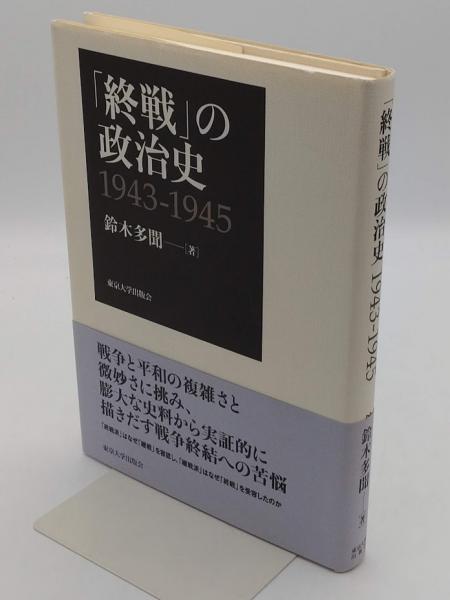 「終戦」の
政治史
1943-1945
鈴木多聞──[著]
東京大学出版会
戦争と平和の複雑さと
微妙さに挑み、
膨大な史料から実証的に
描きだす戦争終結への苦悩
「終戦派」はなぜ「継戦」を容認し、「継戦派」はなぜ「終戦」を受容したのか
東京大学出版会
「終戦」の政治史 1943-1945
鈴木多聞
[著]